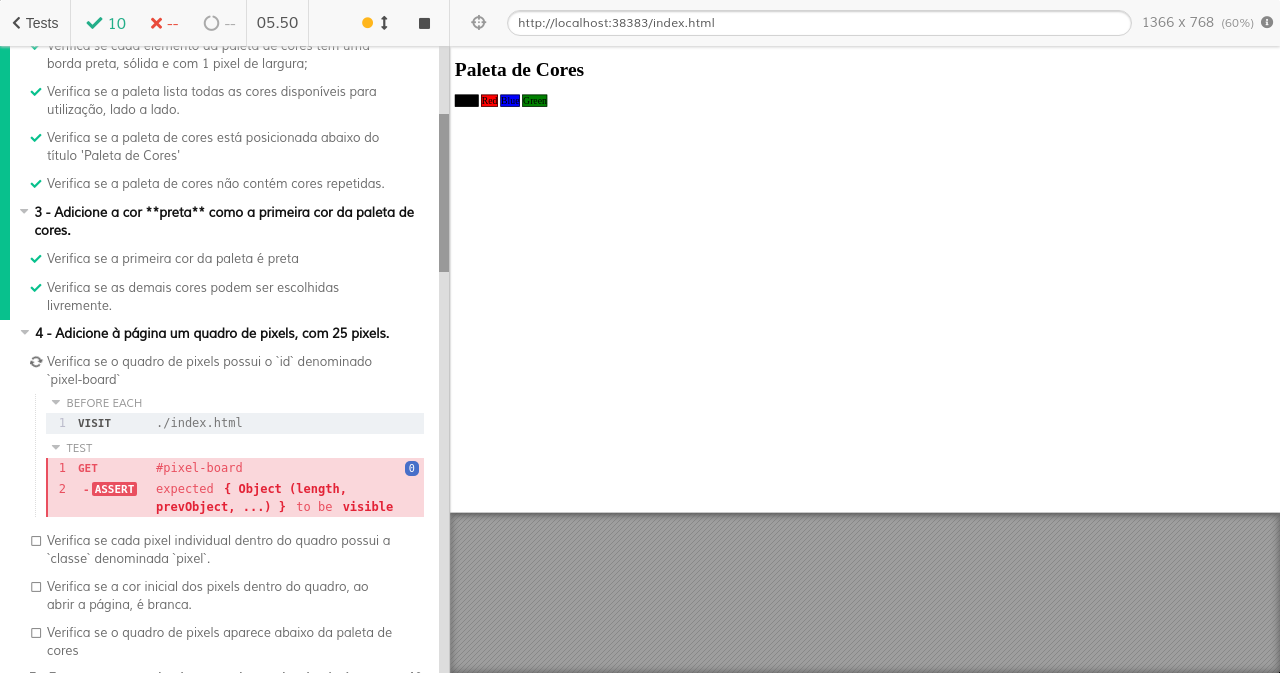 Tests
10
--
--
05.50
http://localhost:38383/index.html
1366 x 768 (60%)
Verifica se cada elemento da paleta de cores tem uma
borda preta, sólida e com 1 pixel de largura;
Verifica se a paleta lista todas as cores disponíveis para
utilização, lado a lado.
Verifica se a paleta de cores está posicionada abaixo do
título 'Paleta de Cores'
Verifica se a paleta de cores não contém cores repetidas.
3 - Adicione a cor **preta** como a primeira cor da paleta de
cores.
Verifica se a primeira cor da paleta é preta
Verifica se as demais cores podem ser escolhidas
livremente.
4 - Adicione à página um quadro de pixels, com 25 pixels.
Verifica se o quadro de pixels possui o `id` denominado
`pixel-board`
BEFORE EACH
1 VISIT ./index.html
TEST
1 GET #pixel-board 0
2 -ASSERT expected { Object (length,
prevObject, ...) } to be visible
Verifica se cada pixel individual dentro do quadro possui a
`classe` denominada `pixel`.
Verifica se a cor inicial dos pixels dentro do quadro, ao
abrir a página, é branca.
Verifica se o quadro de pixels aparece abaixo da paleta de
cores
Paleta de Cores
Red Blue Green